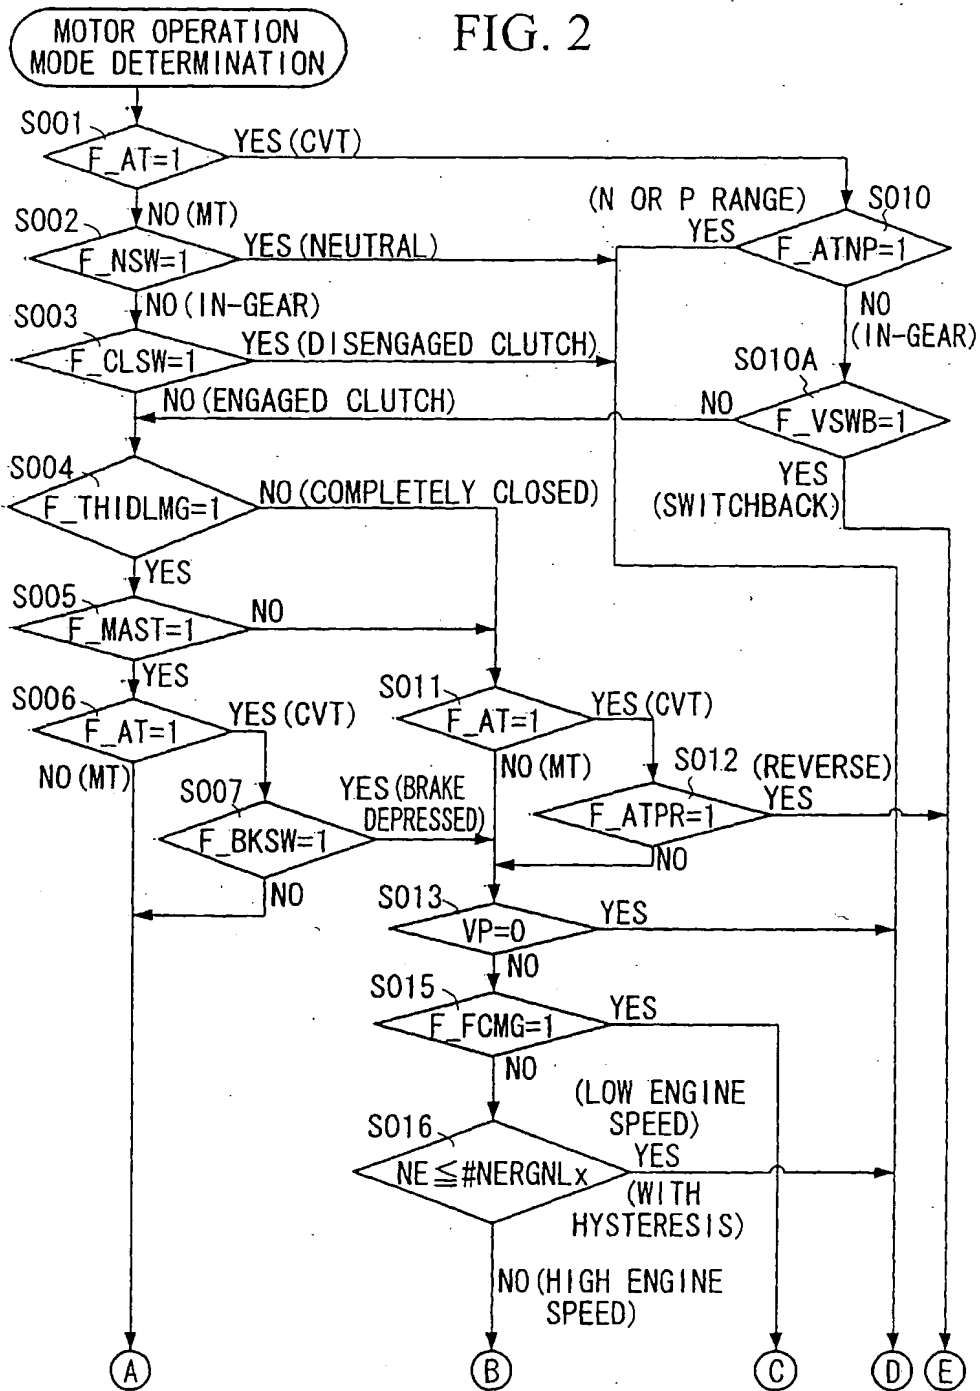 FIG. 2
MOTOR OPERATION
MODE DETERMINATION
S001
F_AT=1
YES (CVT)
NO (MT)
(N OR P RANGE)
S010
YES
F_ATNP=1
NO
(IN-GEAR)
S002
F_NSW=1
YES (NEUTRAL)
NO (IN-GEAR)
S003
F_CLSW=1
YES (DISENGAGED CLUTCH)
NO (ENGAGED CLUTCH)
S010A
NO
F_VSWB=1
YES
(SWITCHBACK)
S004
F_THIDLMG=1
NO (COMPLETELY CLOSED)
YES
S005
F_MAST=1
NO
YES
S006
F_AT=1
YES (CVT)
NO (MT)
S007
F_BKSW=1
YES (BRAKE
DEPRESSED)
NO
S011
F_AT=1
YES (CVT)
NO (MT)
S012
(REVERSE)
YES
F_ATPR=1
NO
S013
VP=0
YES
NO
S015
F_FCMG=1
YES
NO
(LOW ENGINE
SPEED)
S016
NE≦#NERGNLx
YES
(WITH
HYSTERESIS)
NO (HIGH ENGINE
SPEED)
A
B
C
D
E